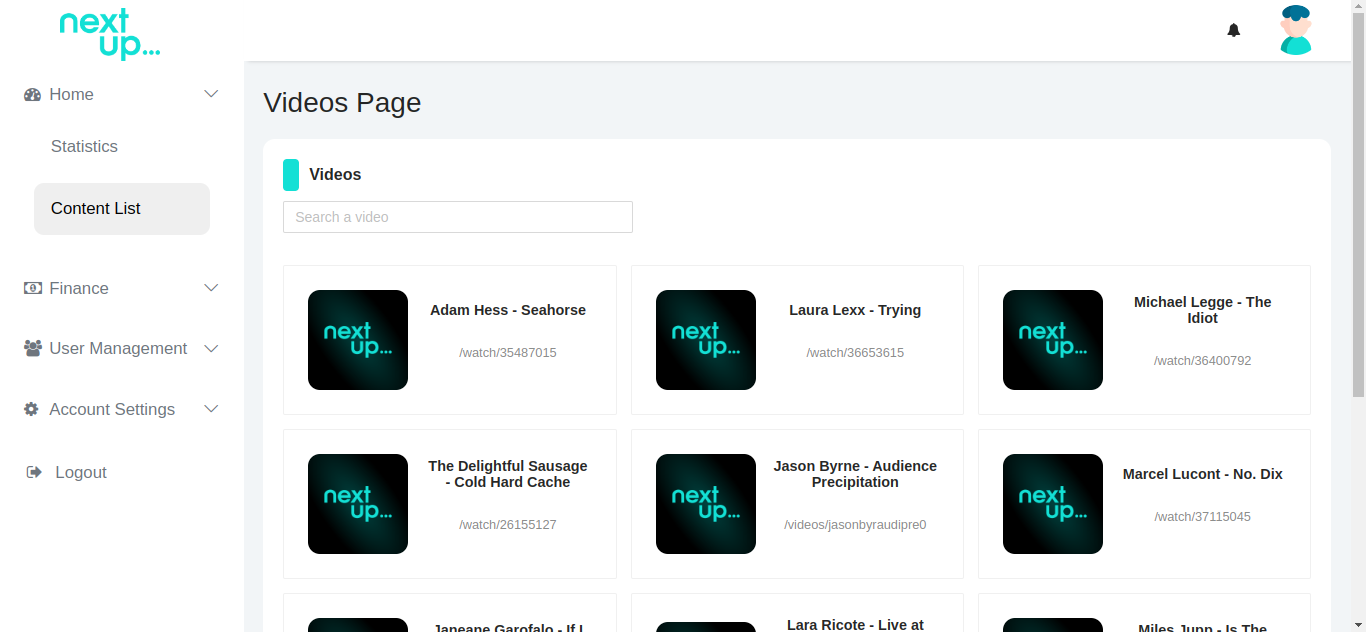 next
up...
Home
Statistics
Content List
Finance
User Management
Account Settings
Logout
Videos Page
Videos
Search a video
next
up...
Adam Hess - Seahorse
/watch/35487015
next
up...
Laura Lexx - Trying
/watch/36653615
next
up...
Michael Legge - The
Idiot
/watch/36400792
next
up...
The Delightful Sausage
- Cold Hard Cache
/watch/26155127
next
up...
Jason Byrne - Audience
Precipitation
/videos/jasonbyraudipre0
next
up...
Marcel Lucont - No. Dix
/watch/37115045
Janeane Garofalo - If I
Lara Ricote - Live at
Miles Jupp - Is The